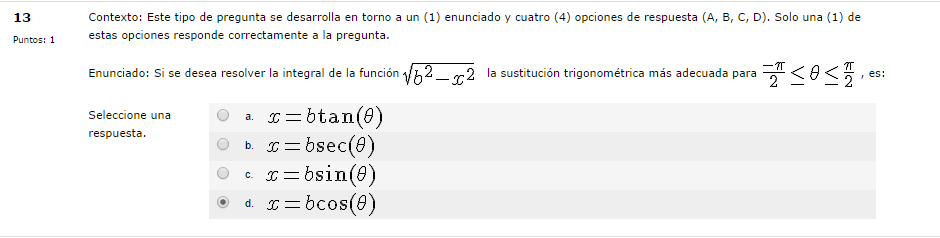 13
Puntos: 1
Contexto: Este tipo de pregunta se desarrolla en torno a un (1) enunciado y cuatro (4) opciones de respuesta (A, B, C, D). Solo una (1) de
estas opciones responde correctamente a la pregunta.
Enunciado: Si se desea resolver la integral de la función √(b²−x²) la sustitución trigonométrica más adecuada para −π/2 ≤ θ ≤ π/2 , es:
Seleccione una
respuesta.
a. x = btan(θ)
b. x = bsec(θ)
c. x = bsin(θ)
d. x = bcos(θ)